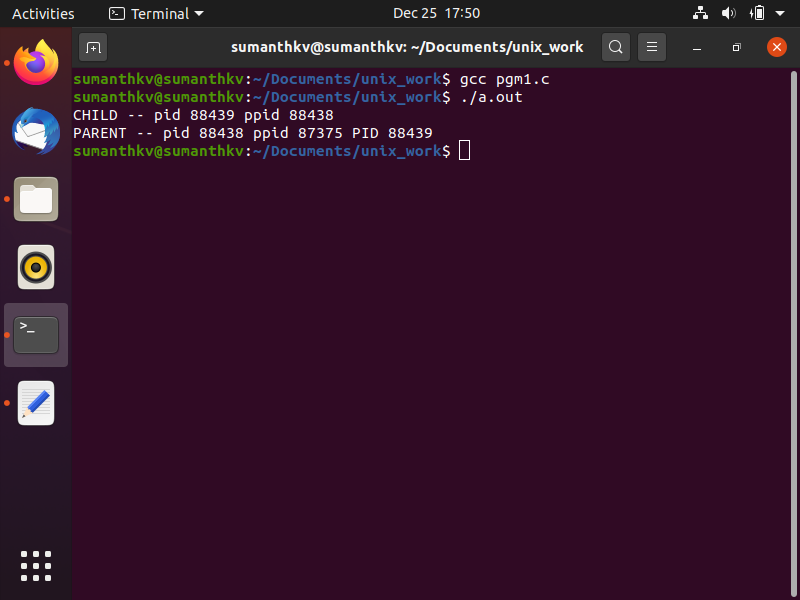 Activities Terminal Dec 25 17:50
sumanthkv@sumanthkv: ~/Documents/unix_work
sumanthkv@sumanthkv:~/Documents/unix_work$ gcc pgm1.c
sumanthkv@sumanthkv:~/Documents/unix_work$ ./a.out
CHILD -- pid 88439 ppid 88438
PARENT -- pid 88438 ppid 87375 PID 88439
sumanthkv@sumanthkv:~/Documents/unix_work$